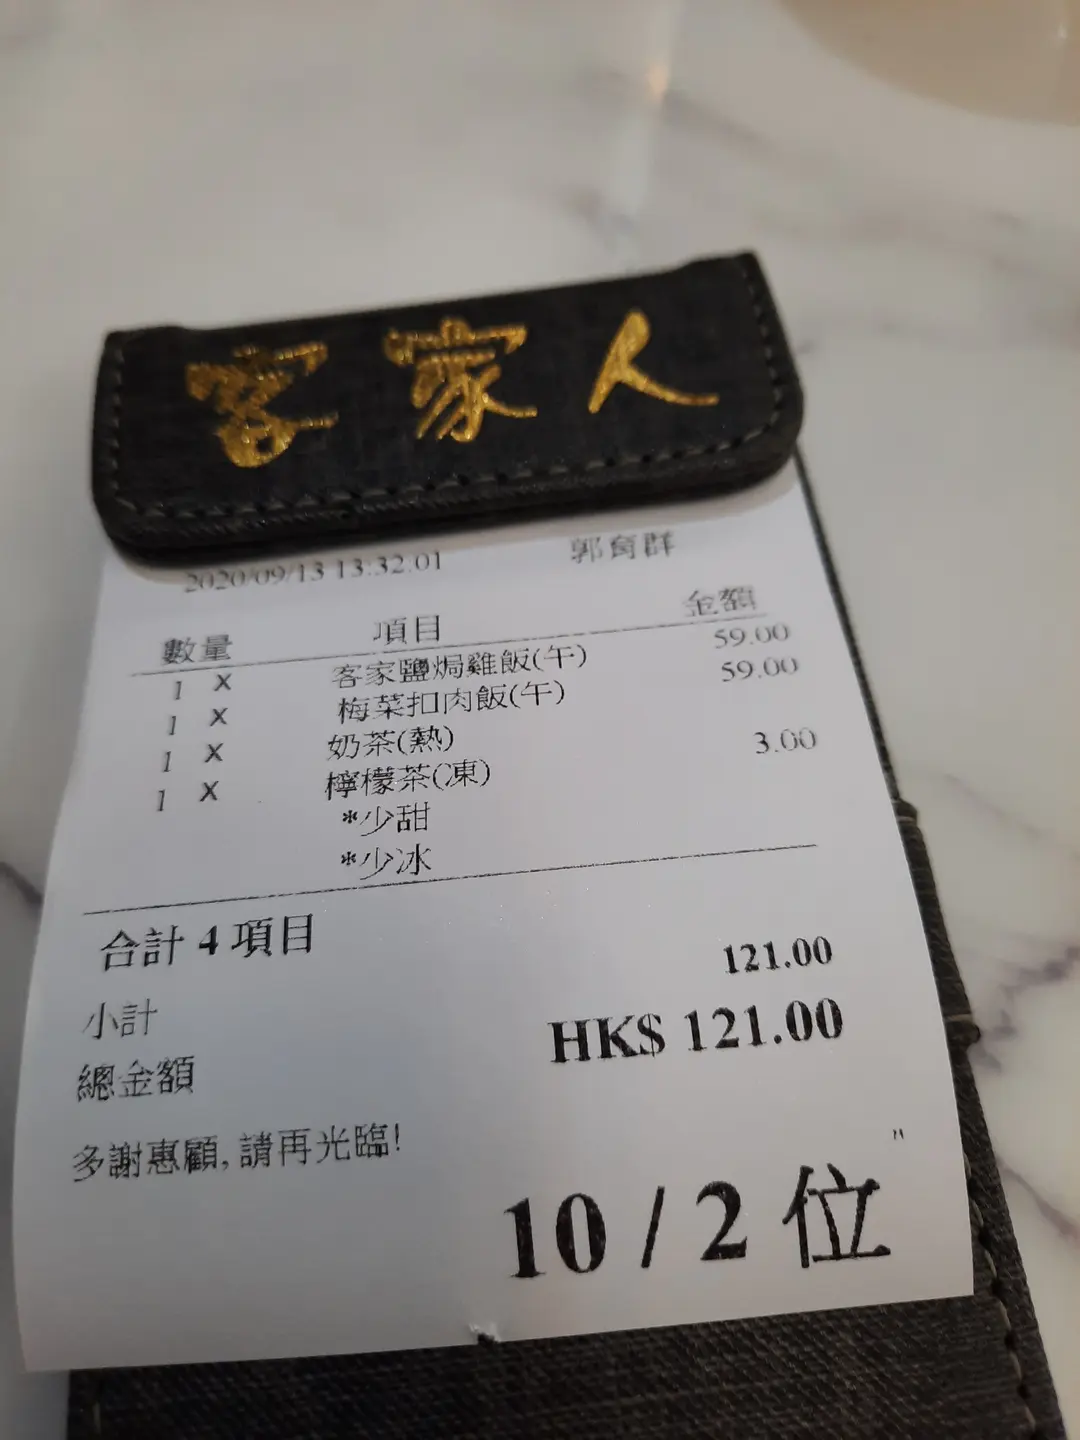 客家人
2020/09/13 13:32:01 郭育群
數量 項目 金額
1 X 客家鹽焗雞飯(午) 59.00
1 X 梅菜扣肉飯(午) 59.00
1 X 奶茶(熱)
1 X 檸檬茶(凍) 3.00
*少甜
*少冰
合計 4 項目
小計 121.00
總金額 HK$ 121.00
多謝惠顧, 請再光臨!
"
10 / 2 位